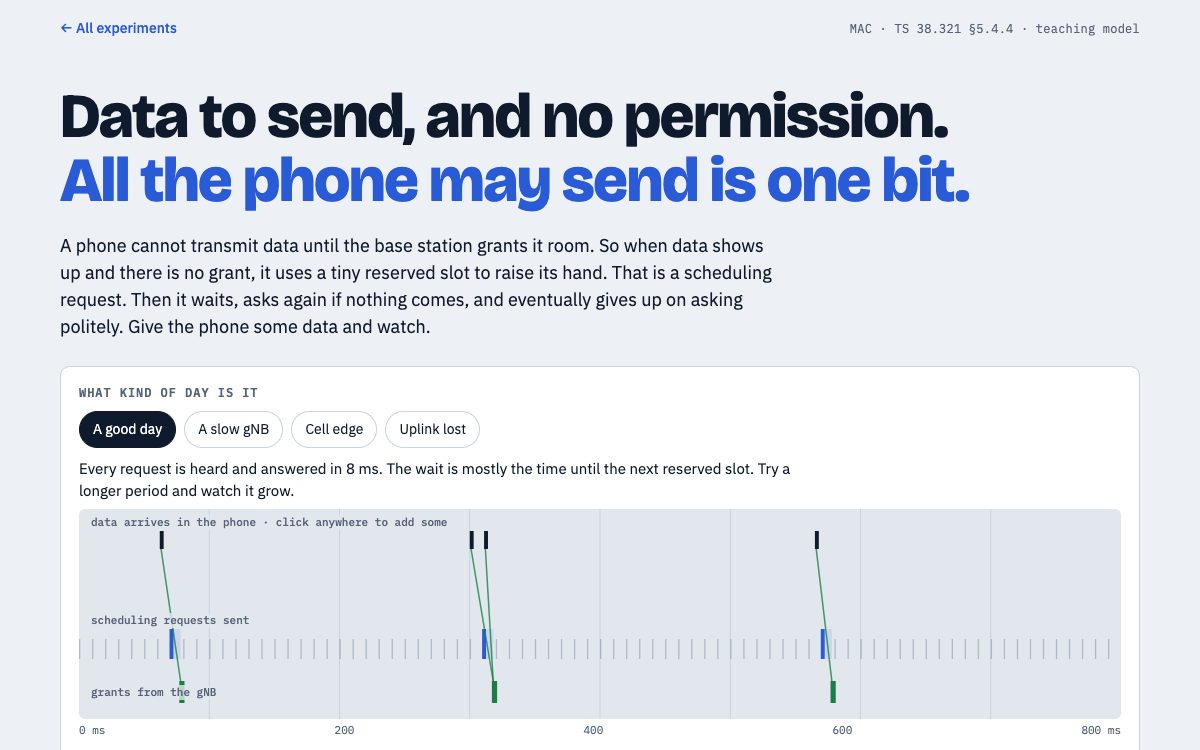 ← All experiments
MAC · TS 38.321 §5.4.4 · teaching model
Data to send, and no permission.
All the phone may send is one bit.
A phone cannot transmit data until the base station grants it room. So when data shows
up and there is no grant, it uses a tiny reserved slot to raise its hand. That is a scheduling
request. Then it waits, asks again if nothing comes, and eventually gives up on asking
politely. Give the phone some data and watch.
WHAT KIND OF DAY IS IT
A good day
A slow gNB
Cell edge
Uplink lost
Every request is heard and answered in 8 ms. The wait is mostly the time until the next reserved slot. Try a
longer period and watch it grow.
data arrives in the phone · click anywhere to add some
scheduling requests sent
grants from the gNB
0 ms 200 400 600 800 ms